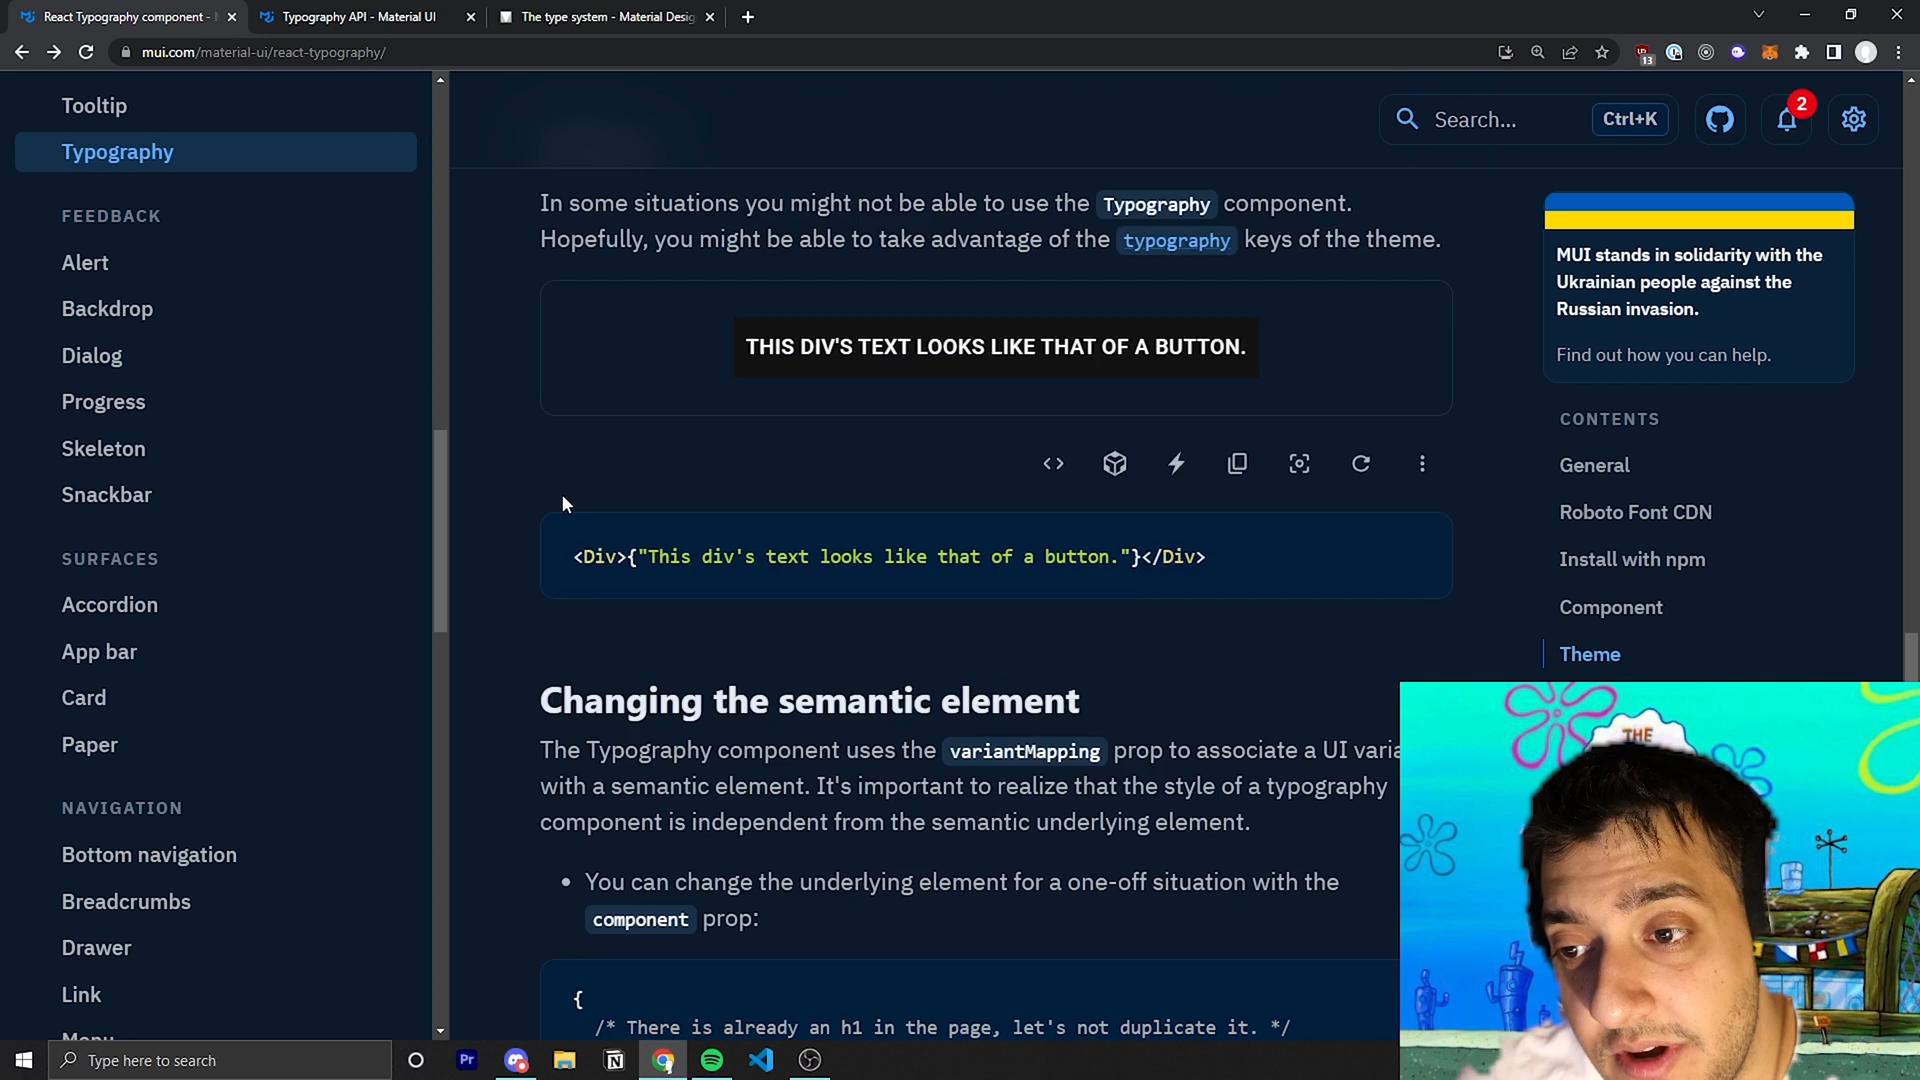 React Typography component -
Typography API - Material UI
The type system - Material Desig
mui.com/material-ui/react-typography/
13
Tooltip
Typography
FEEDBACK
Alert
Backdrop
Dialog
Progress
Skeleton
Snackbar
SURFACES
Accordion
App bar
Card
Paper
NAVIGATION
Bottom navigation
Breadcrumbs
Drawer
Link
Search...
Ctrl+K
2
In some situations you might not be able to use the Typography component.
Hopefully, you might be able to take advantage of the typography keys of the theme.
THIS DIV'S TEXT LOOKS LIKE THAT OF A BUTTON.
<Div>{"This div's text looks like that of a button."}</Div>
Changing the semantic element
The Typography component uses the variantMapping prop to associate a UI varia
with a semantic element. It's important to realize that the style of a typography
component is independent from the semantic underlying element.
• You can change the underlying element for a one-off situation with the
component prop:
{
/* There is already an h1 in the page, let's not duplicate it. */
MUI stands in solidarity with the
Ukrainian people against the
Russian invasion.
Find out how you can help.
CONTENTS
General
Roboto Font CDN
Install with npm
Component
Theme
THE
Type here to search
Pr